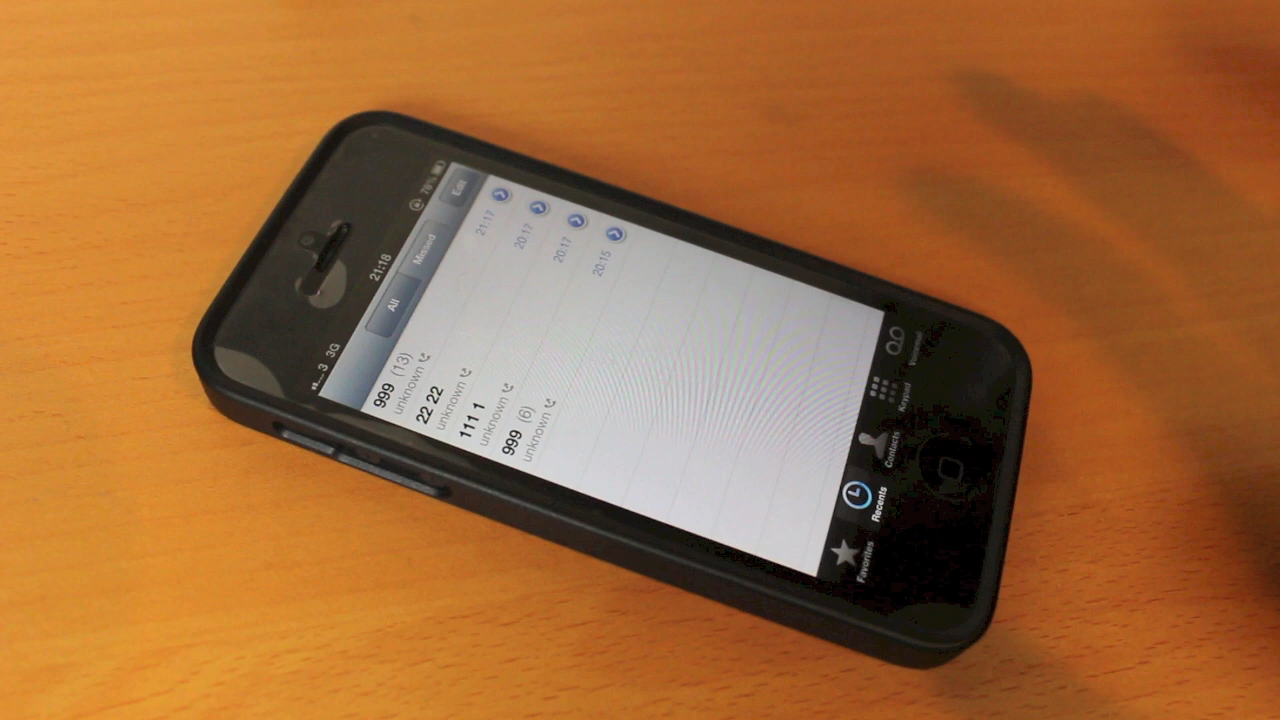 3 3G 21:18 78%
All Missed Edit
999 (13)
unknown 21:17
22 22
unknown 20:17
111 1
unknown 20:17
999 (6)
unknown 20:15
Favorites Recents Contacts Keypad Voicemail